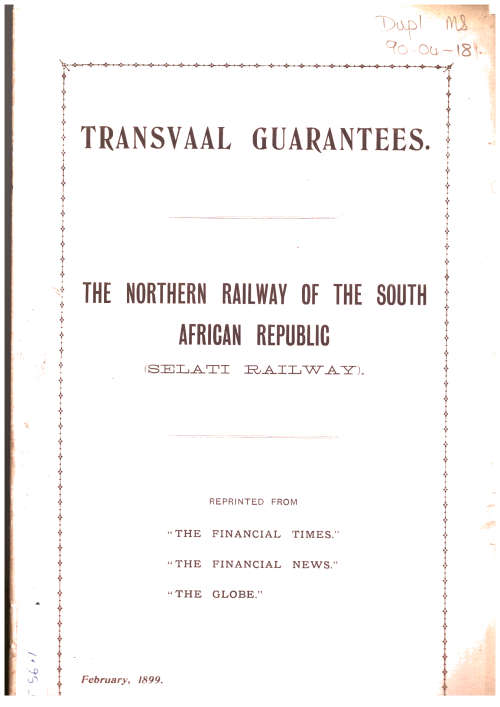 Dupl MS
90-04-181
TRANSVAAL GUARANTEES.
THE NORTHERN RAILWAY OF THE SOUTH
AFRICAN REPUBLIC
(SELATI RAILWAY).
REPRINTED FROM
"THE FINANCIAL TIMES."
"THE FINANCIAL NEWS."
"THE GLOBE."
February, 1899.